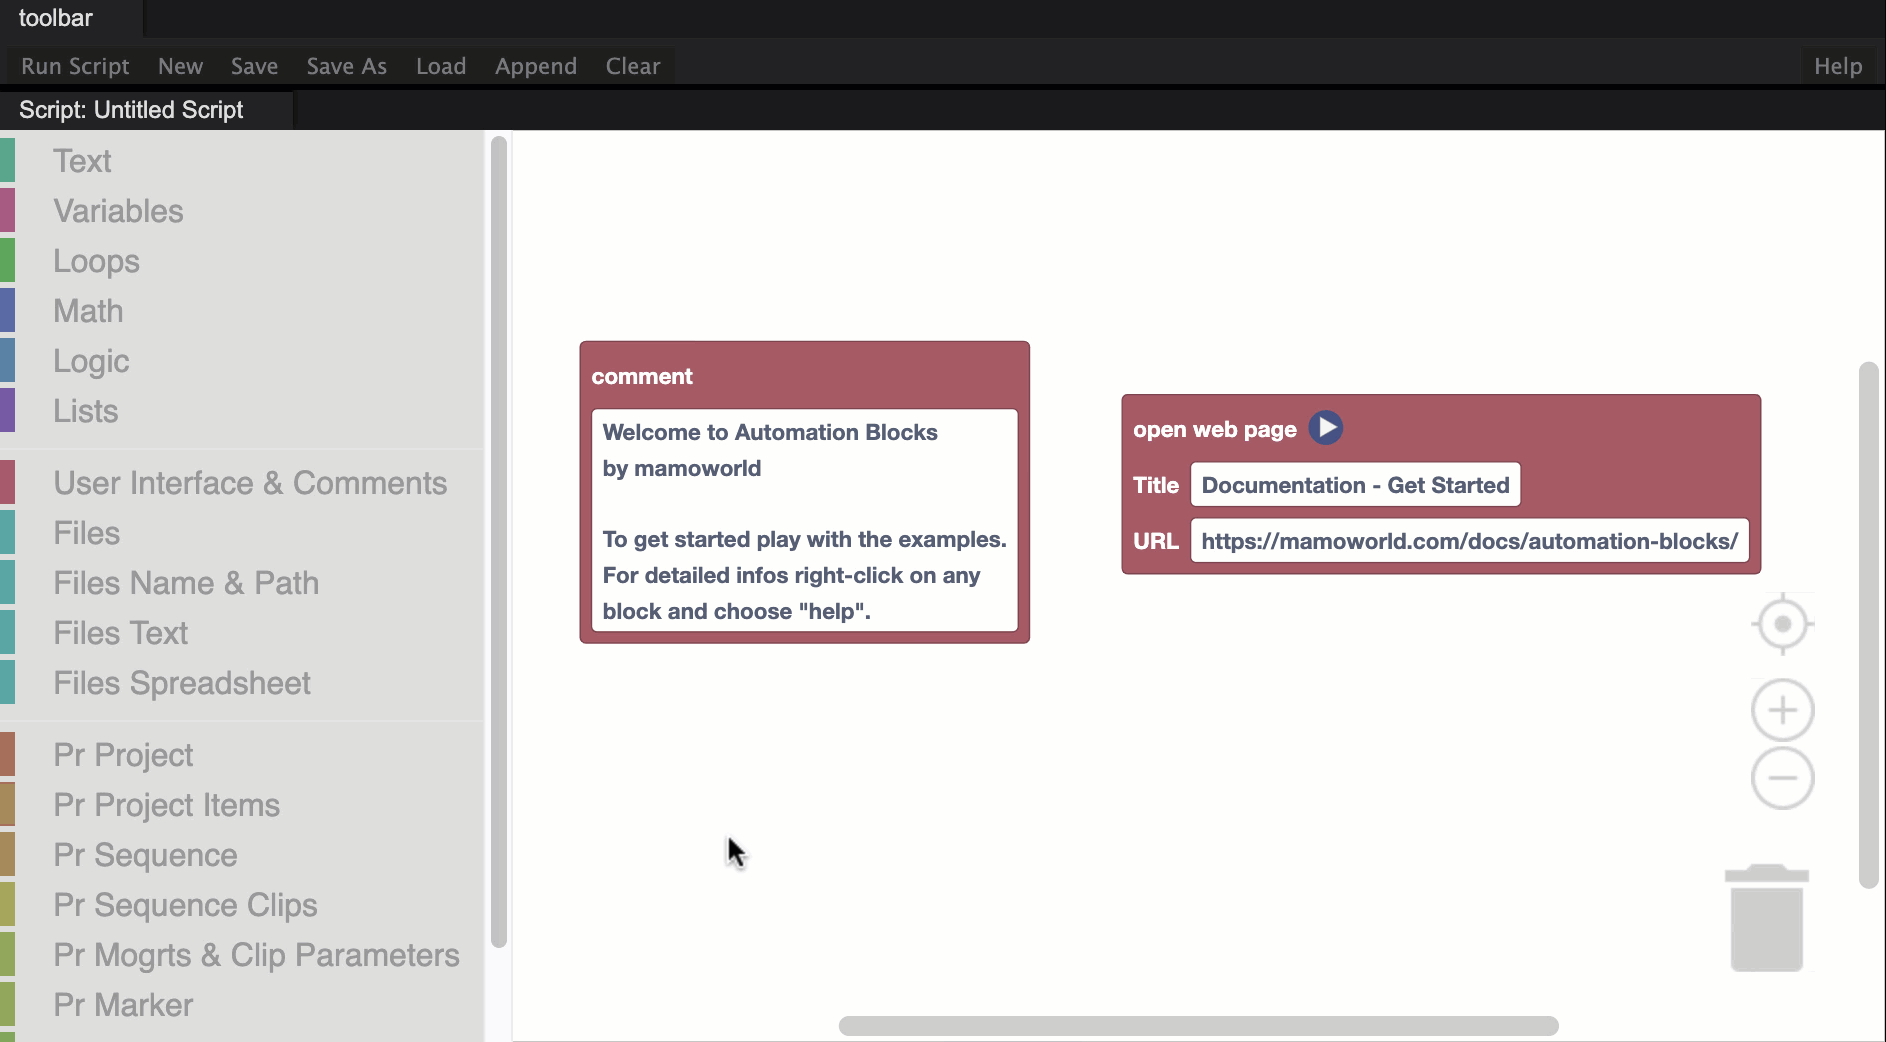 toolbar
Run Script New Save Save As Load Append Clear Help
Script: Untitled Script
Text
Variables
Loops
Math
Logic
Lists
User Interface & Comments
Files
Files Name & Path
Files Text
Files Spreadsheet
Pr Project
Pr Project Items
Pr Sequence
Pr Sequence Clips
Pr Mogrts & Clip Parameters
Pr Marker
comment
Welcome to Automation Blocks
by mamoworld
To get started play with the examples.
For detailed infos right-click on any
block and choose "help".
open web page
Title Documentation - Get Started
URL https://mamoworld.com/docs/automation-blocks/